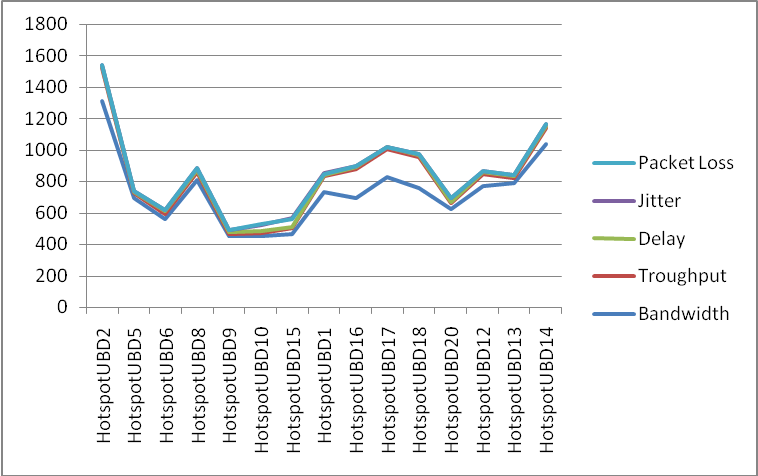 1800
1600
1400
1200
1000
800
600
400
200
0
HotspotUBD2
HotspotUBD5
HotspotUBD6
HotspotUBD8
HotspotUBD9
HotspotUBD10
HotspotUBD15
HotspotUBD1
HotspotUBD16
HotspotUBD17
HotspotUBD18
HotspotUBD20
HotspotUBD12
HotspotUBD13
HotspotUBD14
Packet Loss
Jitter
Delay
Troughput
Bandwidth